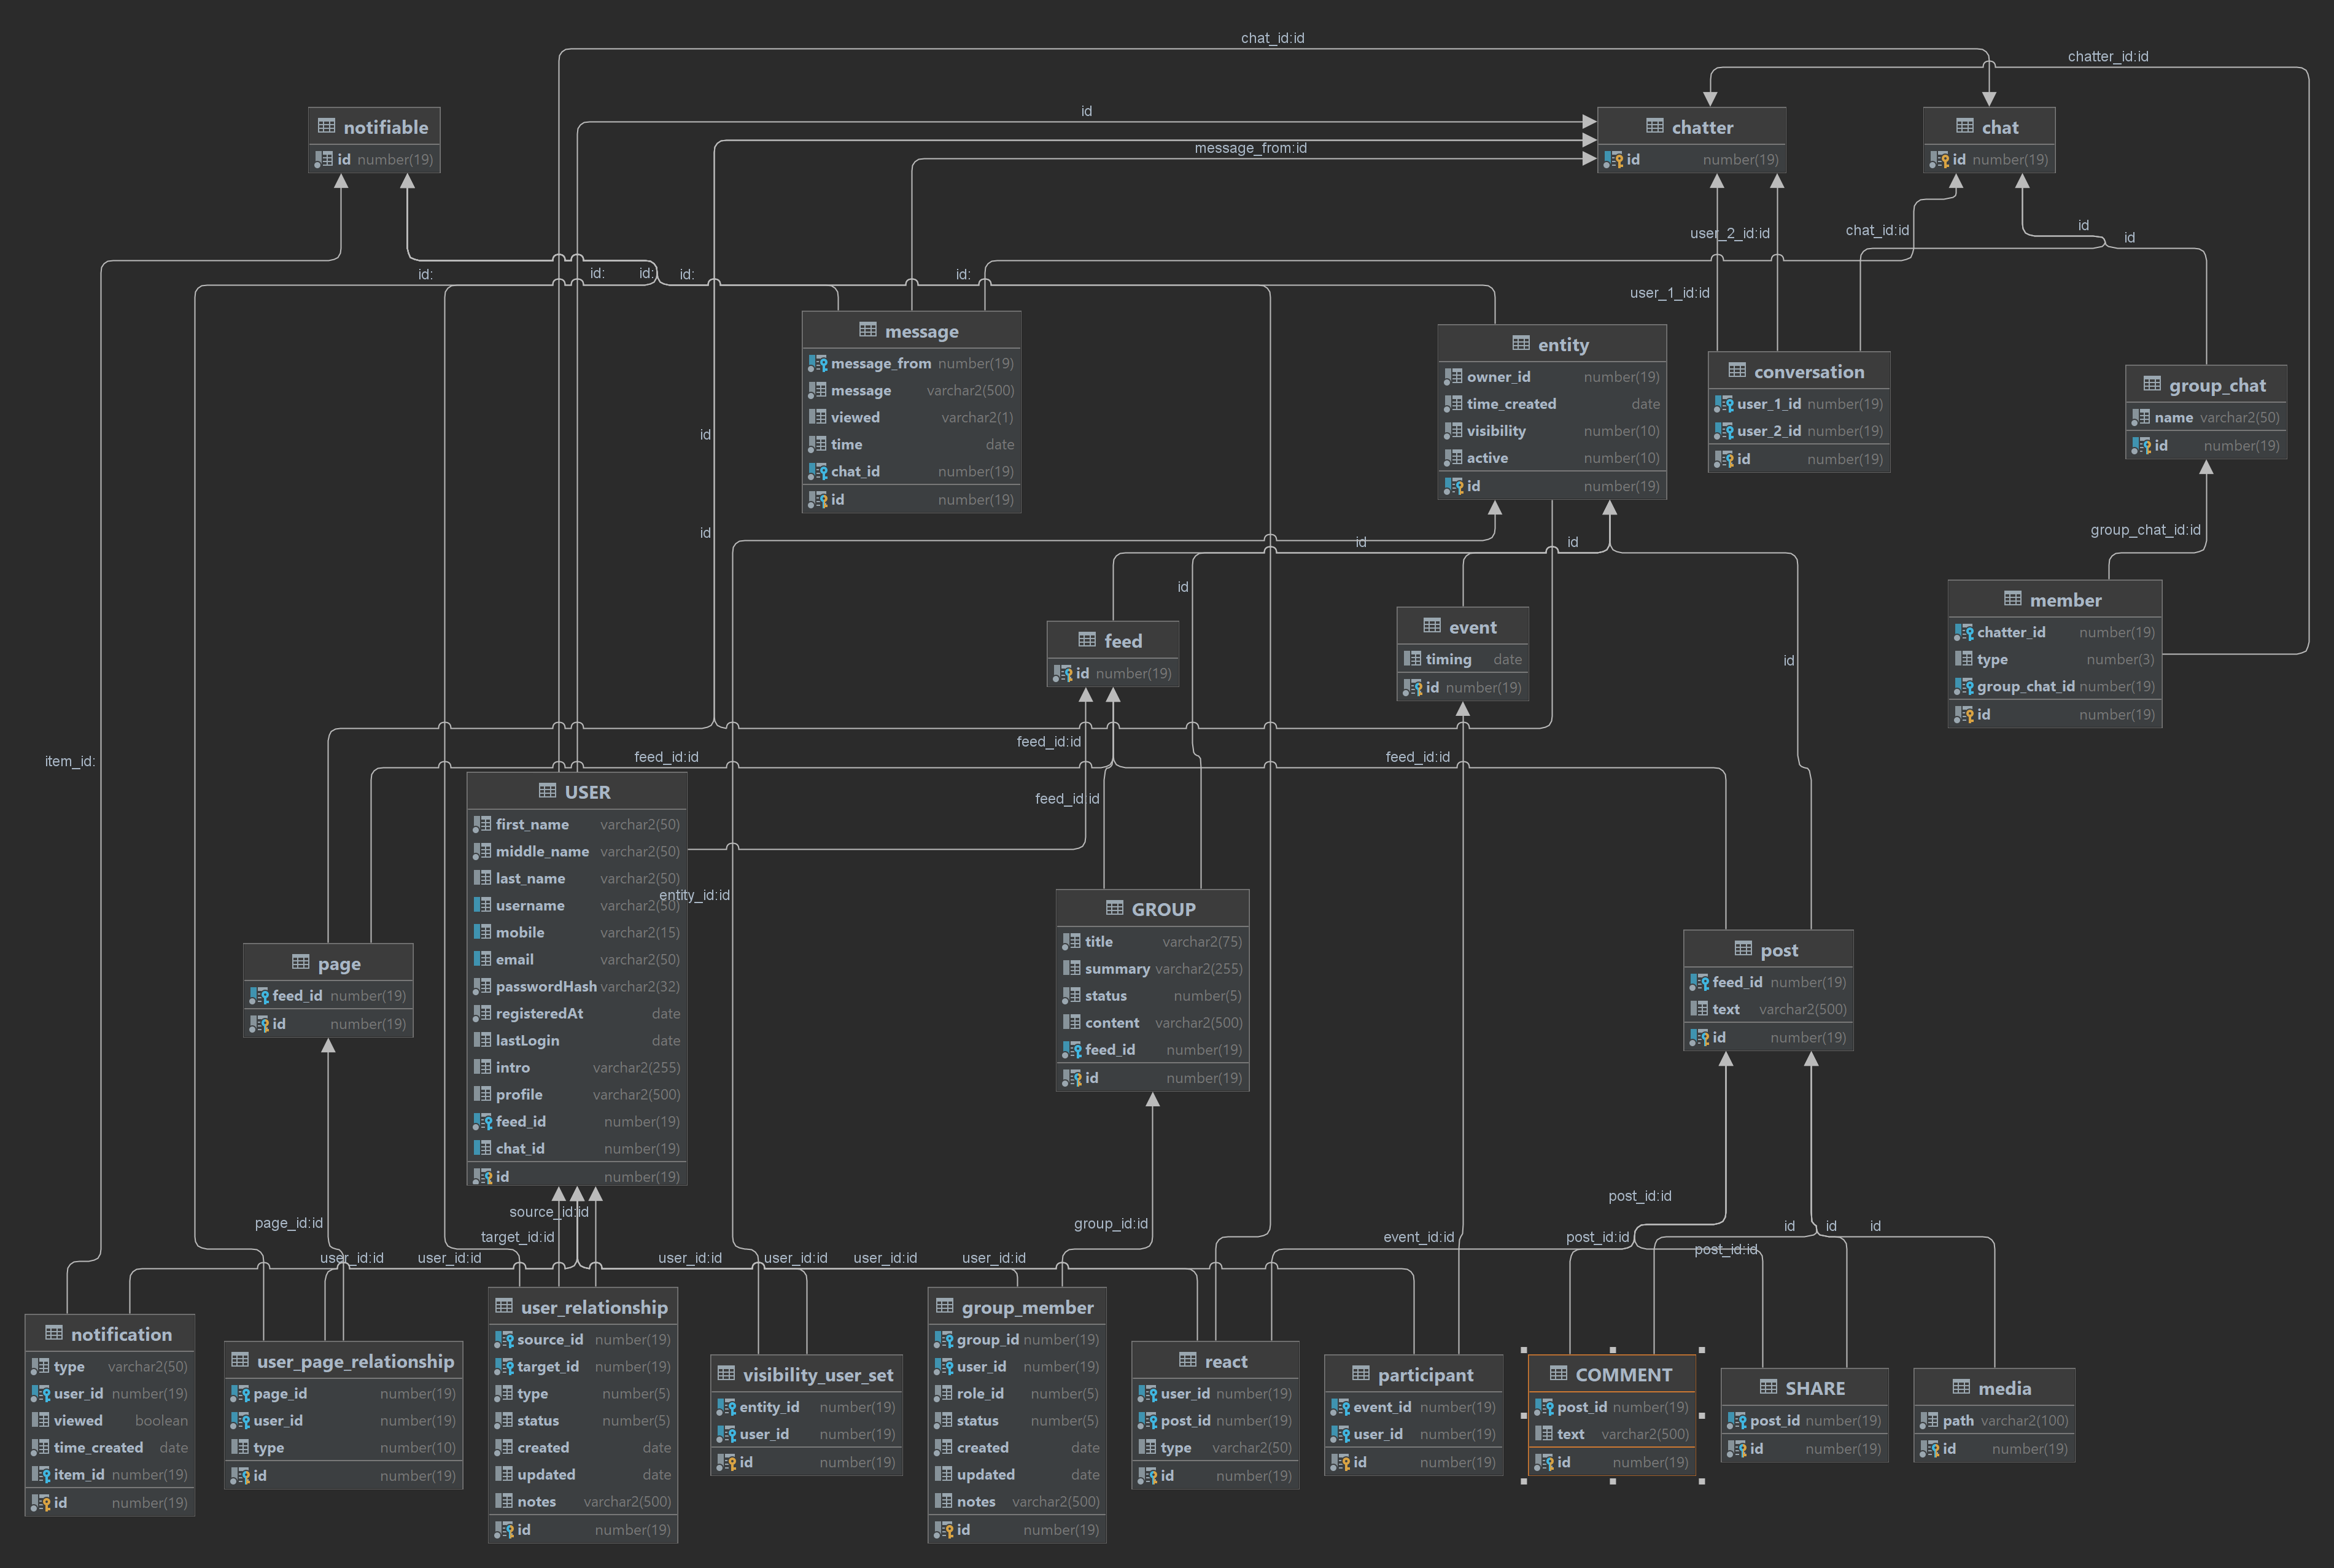 chat_id:id
chatter_id:id
id
message_from:id
notifiable
id number(19)
chatter
id number(19)
chat
id number(19)
user_2_id:id
chat_id:id
id
id
id:
id:
id:
id:
id:
user_1_id:id
message
message_from number(19)
message varchar2(500)
viewed varchar2(1)
time date
chat_id number(19)
id number(19)
entity
owner_id number(19)
time_created date
visibility number(10)
active number(10)
id number(19)
conversation
user_1_id number(19)
user_2_id number(19)
id number(19)
group_chat
name varchar2(50)
id number(19)
id
id
group_chat_id:id
id
id
id
id
member
chatter_id number(19)
type number(3)
group_chat_id number(19)
id number(19)
feed
id number(19)
event
timing date
id number(19)
item_id:
feed_id:id
feed_id:id
feed_id:id
feed_id:id
entity_id:id
USER
first_name varchar2(50)
middle_name varchar2(50)
last_name varchar2(50)
username varchar2(50)
mobile varchar2(15)
email varchar2(50)
passwordHash varchar2(32)
registeredAt date
lastLogin date
intro varchar2(255)
profile varchar2(500)
feed_id number(19)
chat_id number(19)
id number(19)
GROUP
title varchar2(75)
summary varchar2(255)
status number(5)
content varchar2(500)
feed_id number(19)
id number(19)
page
feed_id number(19)
id number(19)
post
feed_id number(19)
text varchar2(500)
id number(19)
page_id:id
source_id:id
target_id:id
group_id:id
event_id:id
post_id:id
post_id:id
post_id:id
id
id
id
user_id:id
user_id:id
user_id:id
user_id:id
user_id:id
user_id:id
notification
type varchar2(50)
user_id number(19)
viewed boolean
time_created date
item_id number(19)
id number(19)
user_page_relationship
page_id number(19)
user_id number(19)
type number(10)
id number(19)
user_relationship
source_id number(19)
target_id number(19)
type number(5)
status number(5)
created date
updated date
notes varchar2(500)
id number(19)
visibility_user_set
entity_id number(19)
user_id number(19)
id number(19)
group_member
group_id number(19)
user_id number(19)
role_id number(5)
status number(5)
created date
updated date
notes varchar2(500)
id number(19)
react
user_id number(19)
post_id number(19)
type varchar2(50)
id number(19)
participant
event_id number(19)
user_id number(19)
id number(19)
COMMENT
post_id number(19)
text varchar2(500)
id number(19)
SHARE
post_id number(19)
id number(19)
media
path varchar2(100)
id number(19)